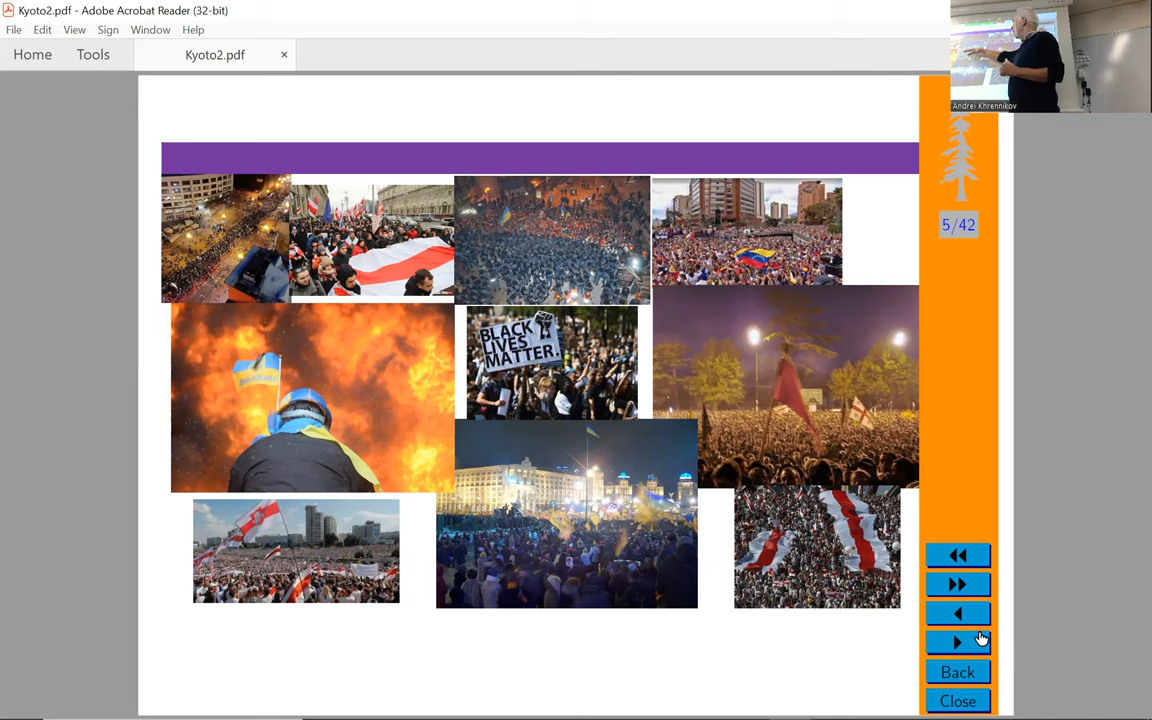 Kyoto2.pdf - Adobe Acrobat Reader (32-bit)
File Edit View Sign Window Help
Home Tools Kyoto2.pdf ×
Andrei Khrennikov
5/42
BLACK
LIVES
MATTER.
Back
Close